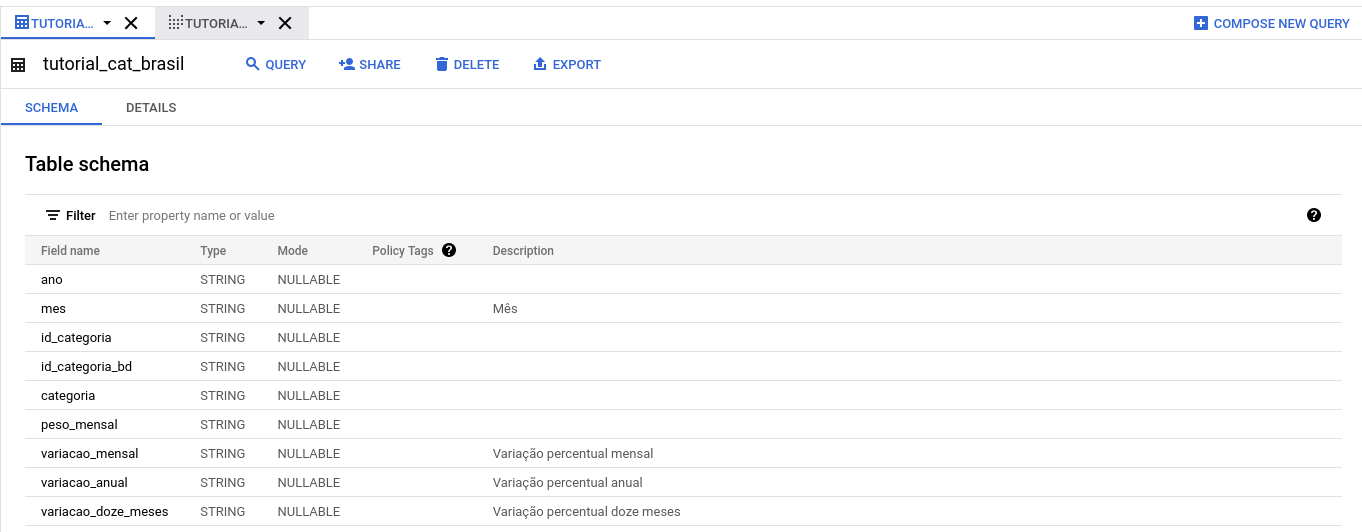 TUTORIA... TUTORIA... COMPOSE NEW QUERY
tutorial_cat_brasil QUERY SHARE DELETE EXPORT
SCHEMA DETAILS
Table schema
Filter Enter property name or value
Field name Type Mode Policy Tags Description
ano STRING NULLABLE
mes STRING NULLABLE Mês
id_categoria STRING NULLABLE
id_categoria_bd STRING NULLABLE
categoria STRING NULLABLE
peso_mensal STRING NULLABLE
variacao_mensal STRING NULLABLE Variação percentual mensal
variacao_anual STRING NULLABLE Variação percentual anual
variacao_doze_meses STRING NULLABLE Variação percentual doze meses